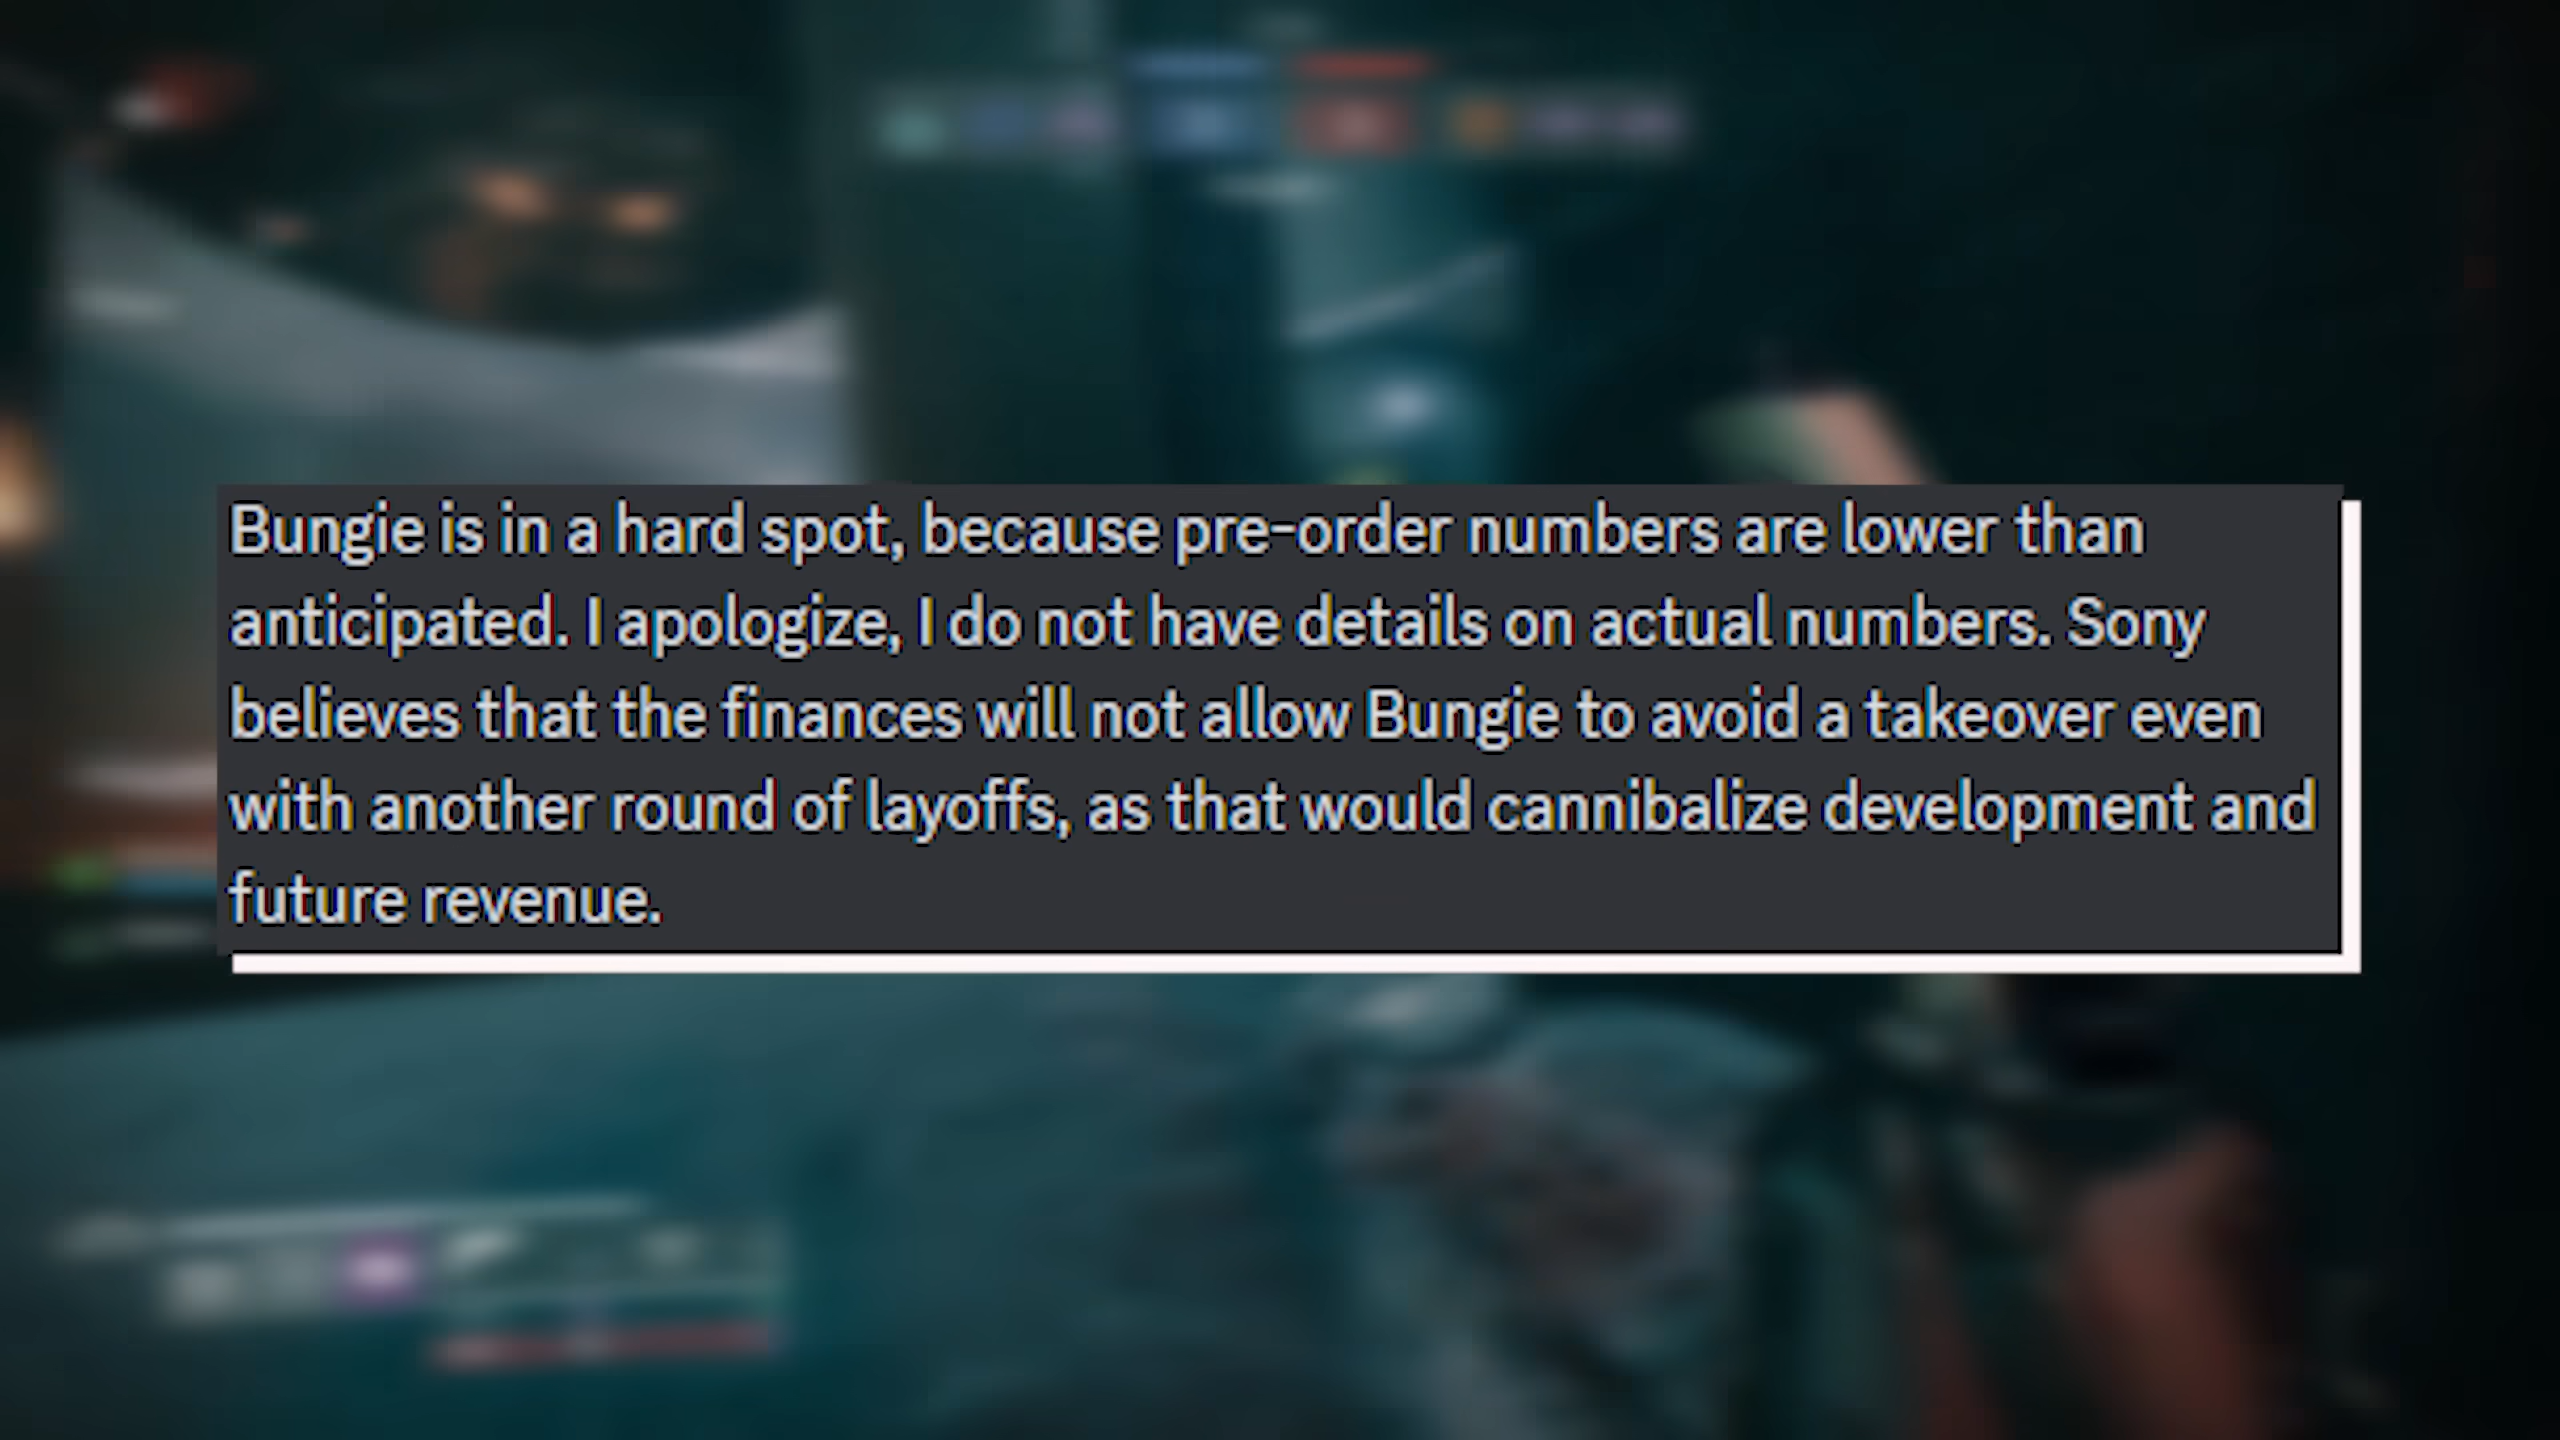 Bungie is in a hard spot, because pre-order numbers are lower than
anticipated. I apologize, I do not have details on actual numbers. Sony
believes that the finances will not allow Bungie to avoid a takeover even
with another round of layoffs, as that would cannibalize development and
future revenue.